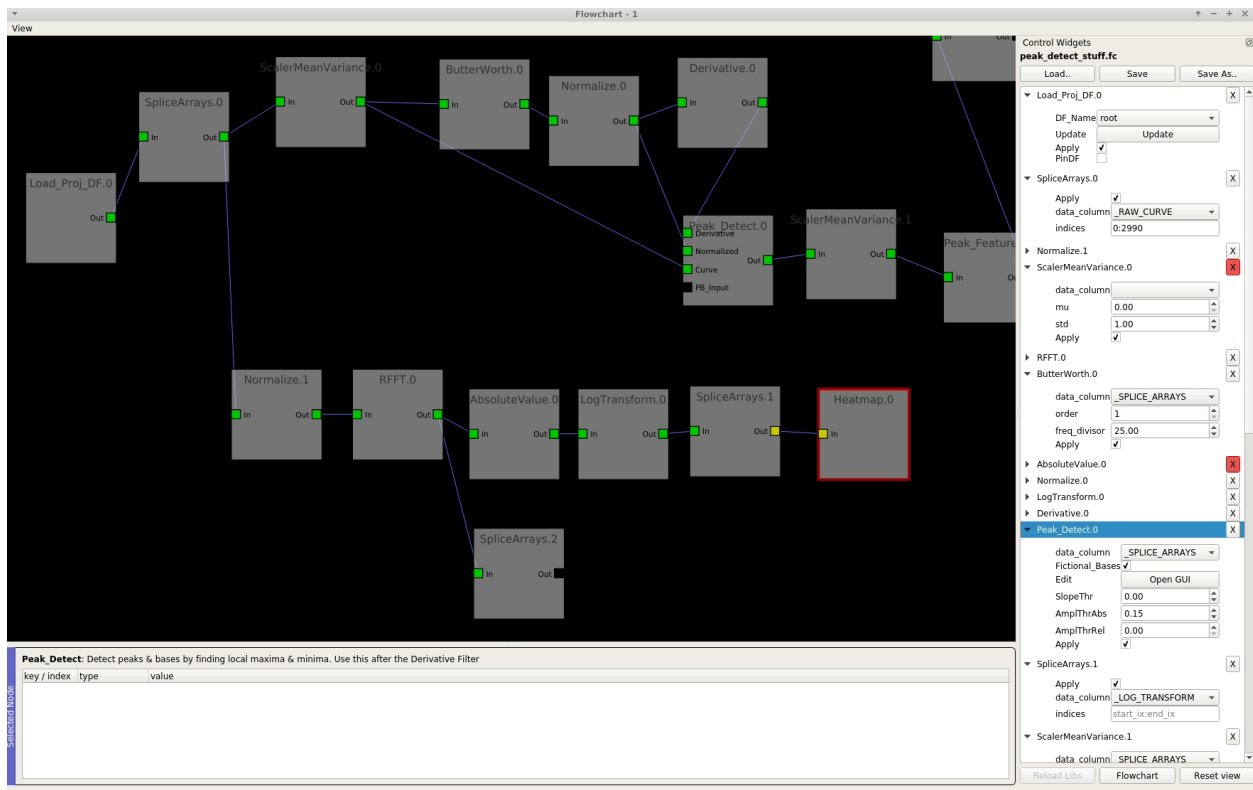 Flowchart - 1
View
In
Out
ScalerMeanVariance.0
In
Out
ButterWorth.0
In
Out
Derivative.0
In
Out
Normalize.0
In
Out
SpliceArrays.0
In
Out
Load_Proj_DF.0
Out
Peak_Detect.0
Derivative
Normalized
Out
Curve
PB_Input
ScalerMeanVariance.1
In
Out
Peak_Feature
In
Normalize.1
In
Out
RFFT.0
In
Out
AbsoluteValue.0
In
Out
LogTransform.0
In
Out
SpliceArrays.1
In
Out
Heatmap.0
In
SpliceArrays.2
In
Out
Selected Node
Peak_Detect: Detect peaks & bases by finding local maxima & minima. Use this after the Derivative Filter
key / index type value
Control Widgets
peak_detect_stuff.fc
Load.. Save Save As..
Load_Proj_DF.0 X
DF_Name root
Update Update
Apply
PinDF
SpliceArrays.0 X
Apply
data_column _RAW_CURVE
indices 0:2990
Normalize.1 X
ScalerMeanVariance.0 X
data_column
mu 0.00
std 1.00
Apply
RFFT.0 X
ButterWorth.0 X
data_column _SPLICE_ARRAYS
order 1
freq_divisor 25.00
Apply
AbsoluteValue.0 X
Normalize.0 X
LogTransform.0 X
Derivative.0 X
Peak_Detect.0 X
data_column _SPLICE_ARRAYS
Fictional_Bases
Edit Open GUI
SlopeThr 0.00
AmplThrAbs 0.15
AmplThrRel 0.00
Apply
SpliceArrays.1 X
Apply
data_column _LOG_TRANSFORM
indices start_ix:end_ix
ScalerMeanVariance.1 X
data_column SPLICE ARRAYS
Reload Libs Flowchart Reset view